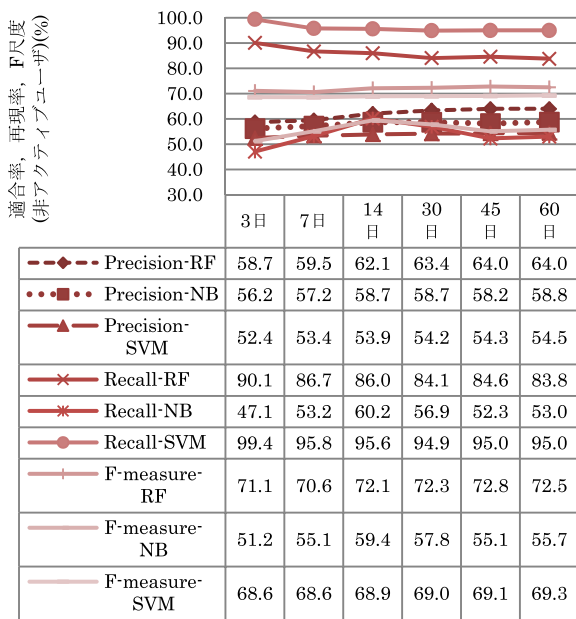 適合率，再現率，F尺度
(非アクティブユーザ)(%)
100.0
90.0
80.0
70.0
60.0
50.0
40.0
30.0
3日 7日 14日 30日 45日 60日
Precision-RF 58.7 59.5 62.1 63.4 64.0 64.0
Precision-NB 56.2 57.2 58.7 58.7 58.2 58.8
Precision-SVM 52.4 53.4 53.9 54.2 54.3 54.5
Recall-RF 90.1 86.7 86.0 84.1 84.6 83.8
Recall-NB 47.1 53.2 60.2 56.9 52.3 53.0
Recall-SVM 99.4 95.8 95.6 94.9 95.0 95.0
F-measure-RF 71.1 70.6 72.1 72.3 72.8 72.5
F-measure-NB 51.2 55.1 59.4 57.8 55.1 55.7
F-measure-SVM 68.6 68.6 68.9 69.0 69.1 69.3